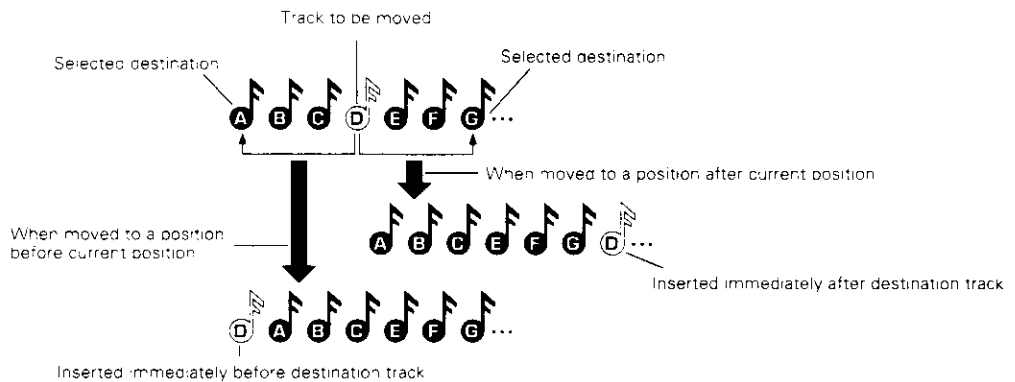 Track to be moved
Selected destination
Selected destination
A B C D E F G ...
When moved to a position after current position
When moved to a position
before current position
A B C E F G D ...
Inserted immediately after destination track
D A B C E F G ...
Inserted immediately before destination track